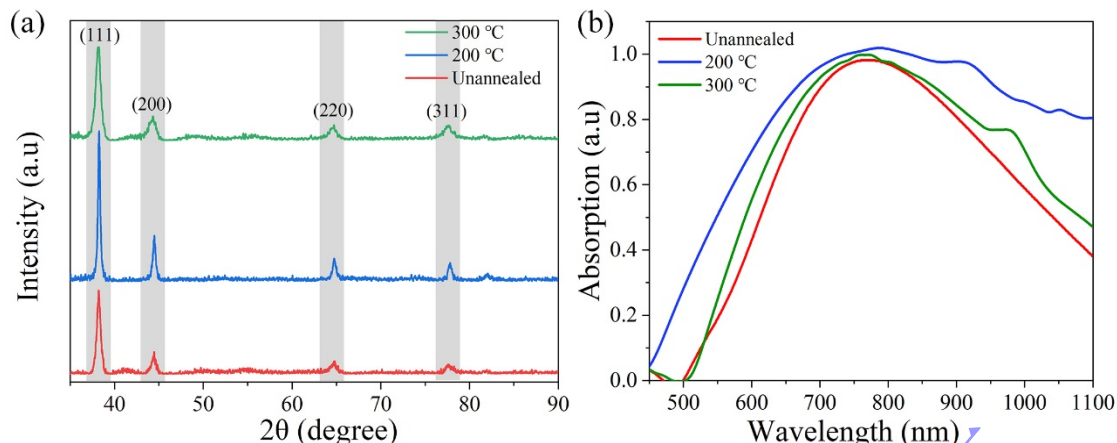 (a)
300 ℃
200 ℃
Unannealed
(111)
(200)
(220)
(311)
Intensity (a.u)
40 50 60 70 80 90
2θ (degree)
(b)
Unannealed
200 ℃
300 ℃
Absorption (a.u)
1.0
0.8
0.6
0.4
0.2
0.0
500 600 700 800 900 1000 1100
Wavelength (nm)